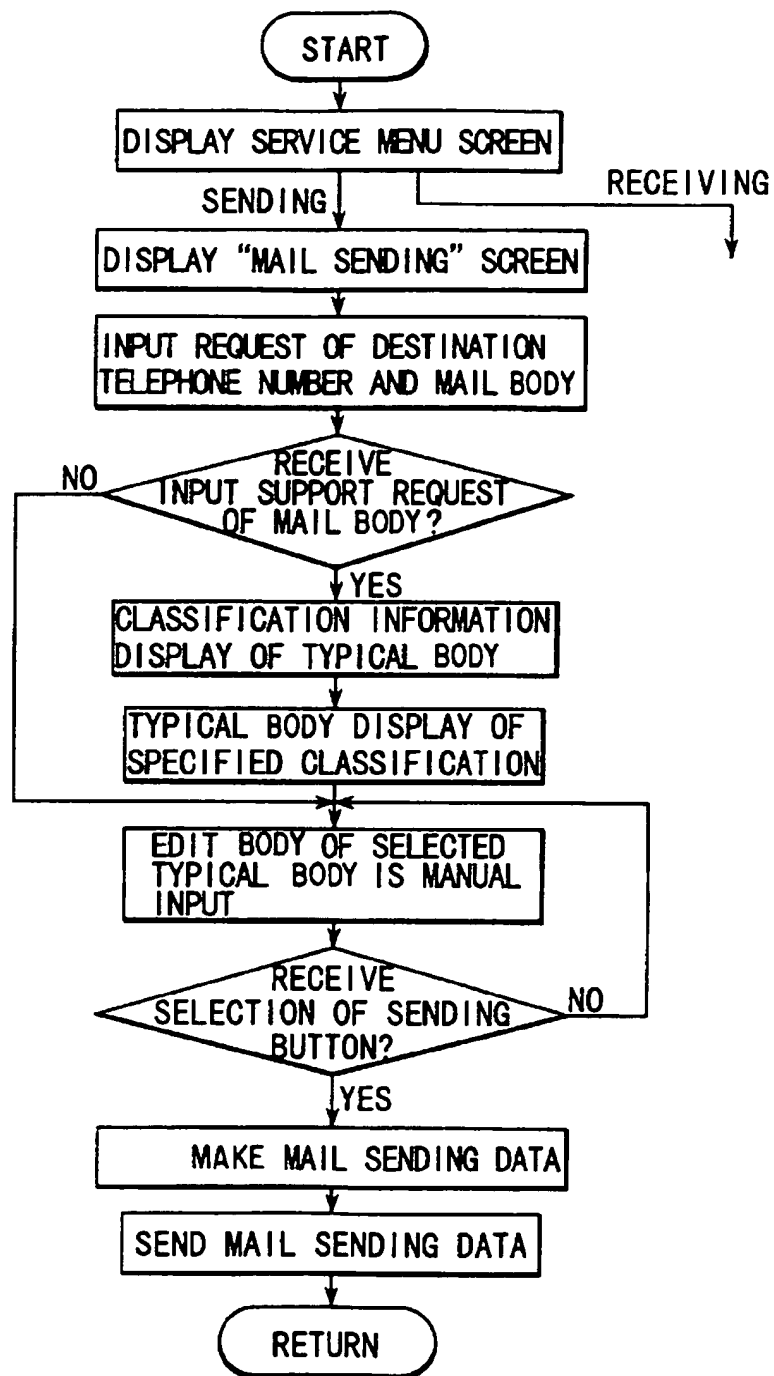 START
DISPLAY SERVICE MENU SCREEN
RECEIVING
SENDING
DISPLAY “MAIL SENDING” SCREEN
INPUT REQUEST OF DESTINATION
TELEPHONE NUMBER AND MAIL BODY
NO
RECEIVE
INPUT SUPPORT REQUEST
OF MAIL BODY?
YES
CLASSIFICATION INFORMATION
DISPLAY OF TYPICAL BODY
TYPICAL BODY DISPLAY OF
SPECIFIED CLASSIFICATION
EDIT BODY OF SELECTED
TYPICAL BODY IS MANUAL
INPUT
RECEIVE
SELECTION OF SENDING
BUTTON?
NO
YES
MAKE MAIL SENDING DATA
SEND MAIL SENDING DATA
RETURN